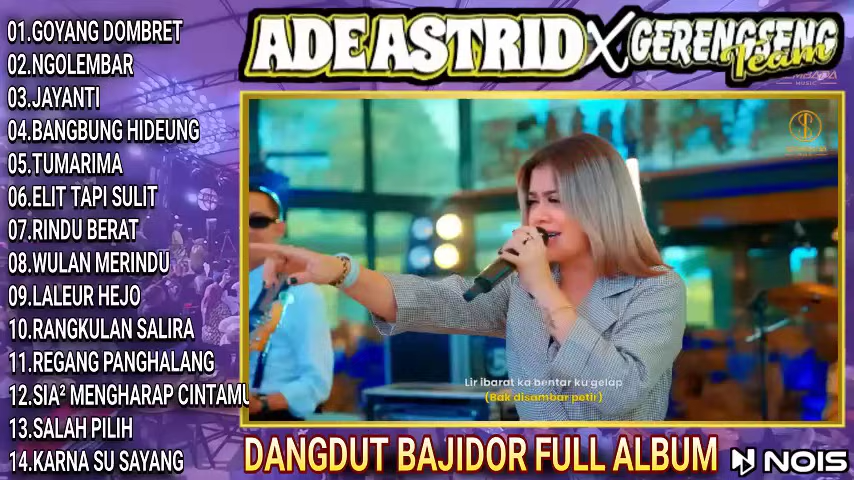 ADE ASTRID X GERENGSENG Team
01.GOYANG DOMBRET
02.NGOLEMBAR
03.JAYANTI
04.BANGBUNG HIDEUNG
05.TUMARIMA
06.ELIT TAPI SULIT
07.RINDU BERAT
08.WULAN MERINDU
09.LALEUR HEJO
10.RANGKULAN SALIRA
11.REGANG PANGHALANG
12.SIA² MENGHARAP CINTAMU
13.SALAH PILIH
14.KARNA SU SAYANG
Lir ibarat ka bentar ku gelap
(Bak disambar petir)
DANGDUT BAJIDOR FULL ALBUM
NOIS